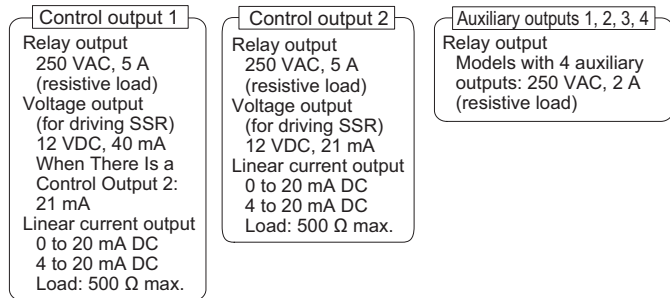 Control output 1
Relay output
250 VAC, 5 A
(resistive load)
Voltage output
(for driving SSR)
12 VDC, 40 mA
When There Is a
Control Output 2:
21 mA
Linear current output
0 to 20 mA DC
4 to 20 mA DC
Load: 500 Ω max.
Control output 2
Relay output
250 VAC, 5 A
(resistive load)
Voltage output
(for driving SSR)
12 VDC, 21 mA
Linear current output
0 to 20 mA DC
4 to 20 mA DC
Load: 500 Ω max.
Auxiliary outputs 1, 2, 3, 4
Relay output
Models with 4 auxiliary
outputs: 250 VAC, 2 A
(resistive load)